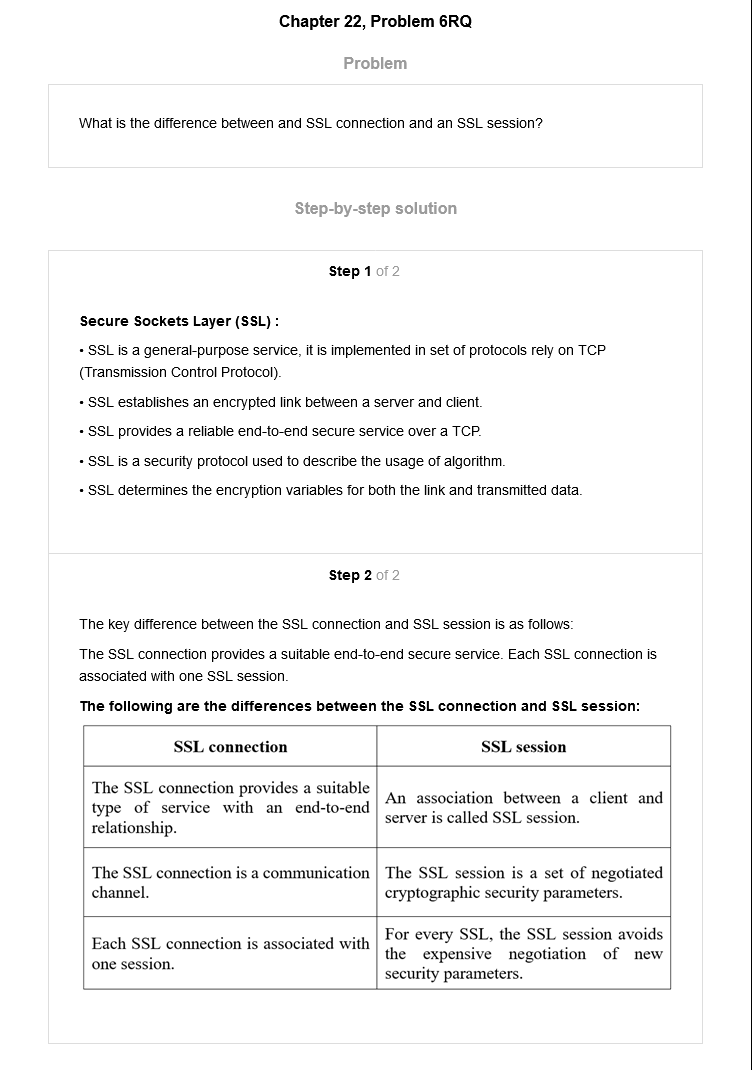 Chapter 22, Problem 6RQ
Problem
What is the difference between and SSL connection and an SSL session?
Step-by-step solution
Step 1 of 2
Secure Sockets Layer (SSL) :
• SSL is a general-purpose service, it is implemented in set of protocols rely on TCP
(Transmission Control Protocol).
• SSL establishes an encrypted link between a server and client.
• SSL provides a reliable end-to-end secure service over a TCP.
• SSL is a security protocol used to describe the usage of algorithm.
• SSL determines the encryption variables for both the link and transmitted data.
Step 2 of 2
The key difference between the SSL connection and SSL session is as follows:
The SSL connection provides a suitable end-to-end secure service. Each SSL connection is
associated with one SSL session.
The following are the differences between the SSL connection and SSL session:
SSL connection
SSL session
The SSL connection provides a suitable
type of service with an end-to-end
relationship.
An association between a client and
server is called SSL session.
The SSL connection is a communication
channel.
The SSL session is a set of negotiated
cryptographic security parameters.
Each SSL connection is associated with
one session.
For every SSL, the SSL session avoids
the expensive negotiation of new
security parameters.